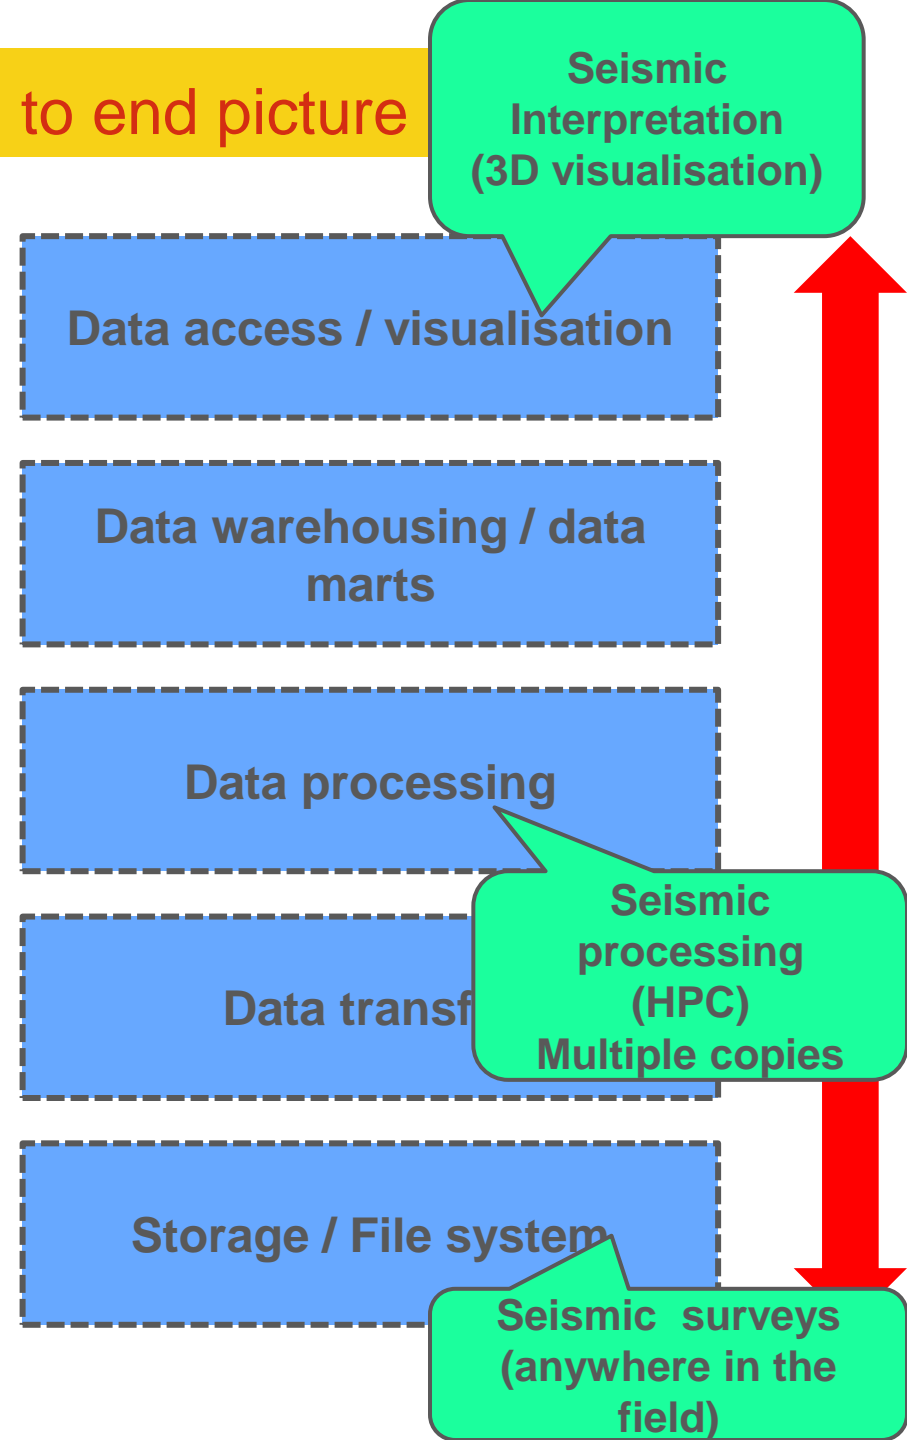 to end picture
Seismic
Interpretation
(3D visualisation)
Data access / visualisation
Data warehousing / data
marts
Data processing
Seismic
processing
(HPC)
Multiple copies
Data transf
Storage / File system
Seismic surveys
(anywhere in the
field)